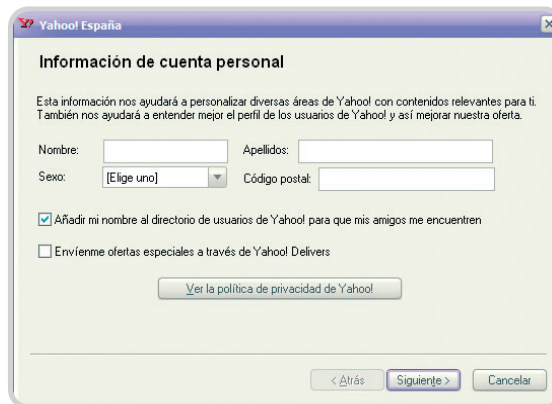 Yahoo! España
Información de cuenta personal
Esta información nos ayudará a personalizar diversas áreas de Yahoo! con contenidos relevantes para ti.
También nos ayudará a entender mejor el perfil de los usuarios de Yahoo! y así mejorar nuestra oferta.
Nombre: Apellidos:
Sexo: [Elige uno] Código postal:
Añadir mi nombre al directorio de usuarios de Yahoo! para que mis amigos me encuentren
Envíenme ofertas especiales a través de Yahoo! Delivers
Ver la política de privacidad de Yahoo!
< Atrás Siguiente > Cancelar